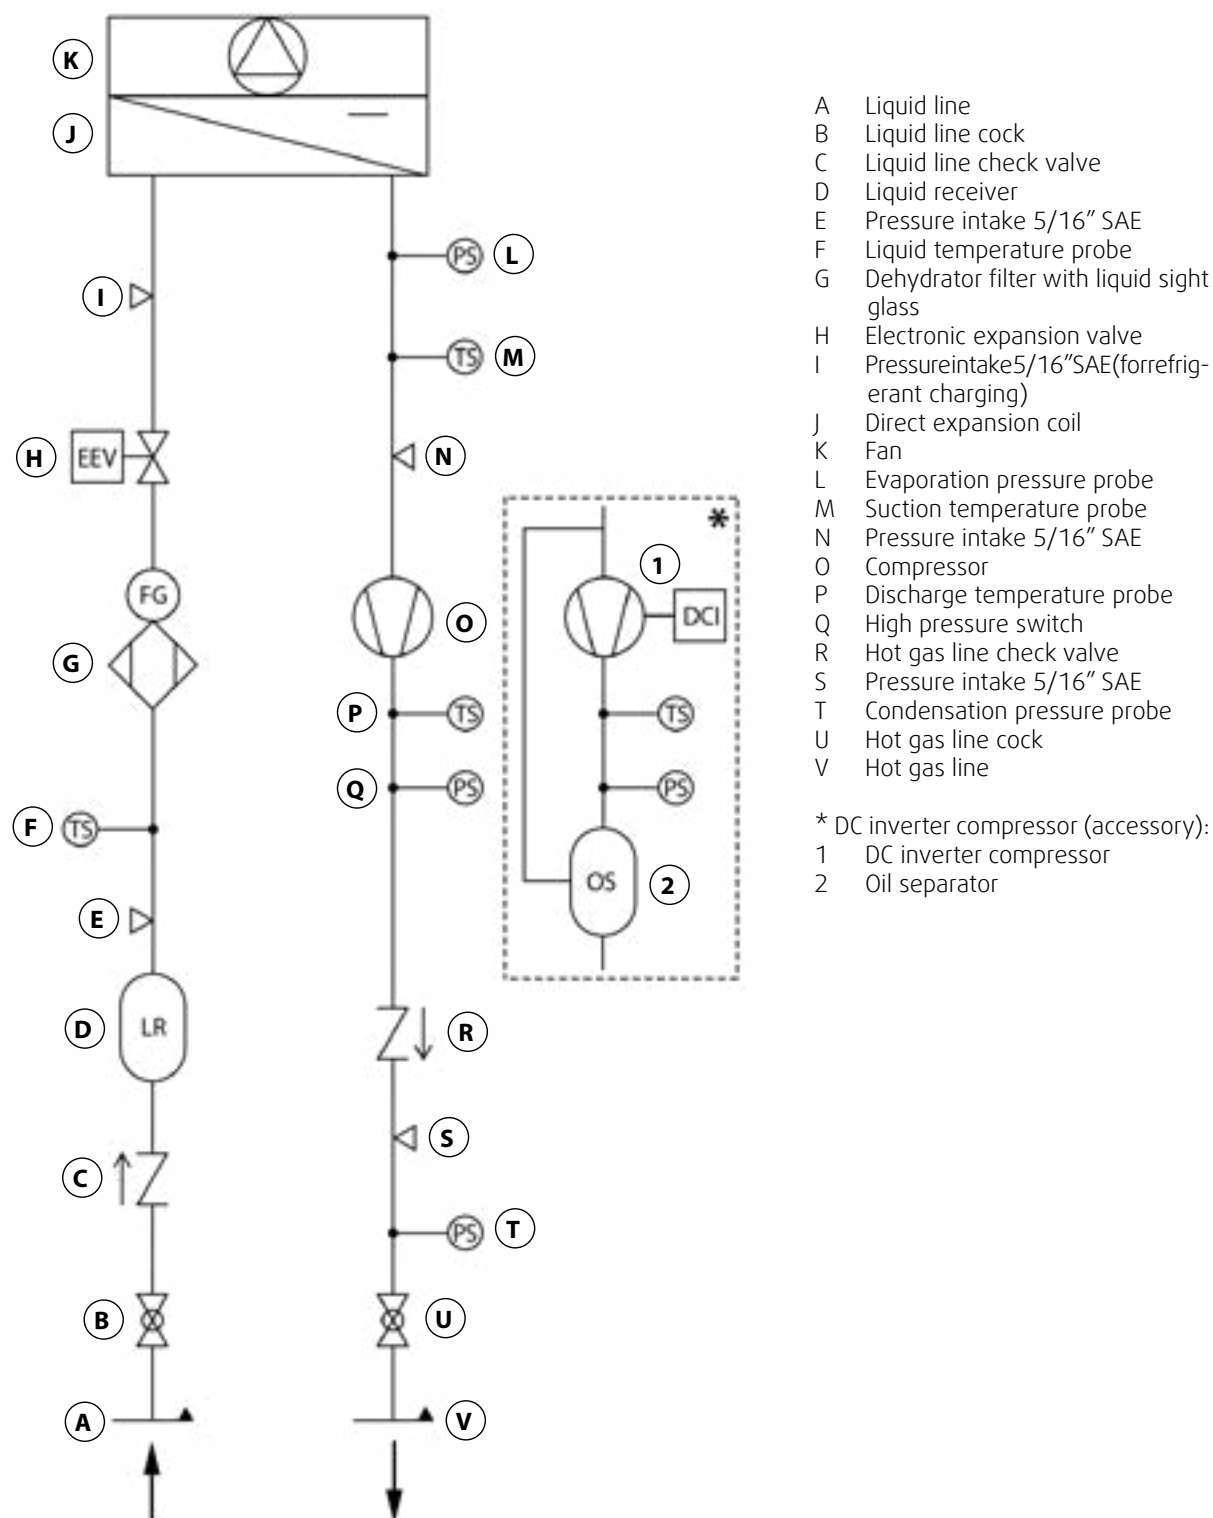 K
J
PS L
I
TS M
H EEV
N
*
1
FG
DCI
O
G
P TS TS
Q PS PS
F TS
OS 2
E
D LR
R
S
C
PS T
B
U
A
V
A Liquid line
B Liquid line cock
C Liquid line check valve
D Liquid receiver
E Pressure intake 5/16” SAE
F Liquid temperature probe
G Dehydrator filter with liquid sight
glass
H Electronic expansion valve
I Pressureintake5/16”SAE(forrefrig-
erant charging)
J Direct expansion coil
K Fan
L Evaporation pressure probe
M Suction temperature probe
N Pressure intake 5/16” SAE
O Compressor
P Discharge temperature probe
Q High pressure switch
R Hot gas line check valve
S Pressure intake 5/16” SAE
T Condensation pressure probe
U Hot gas line cock
V Hot gas line
* DC inverter compressor (accessory):
1 DC inverter compressor
2 Oil separator